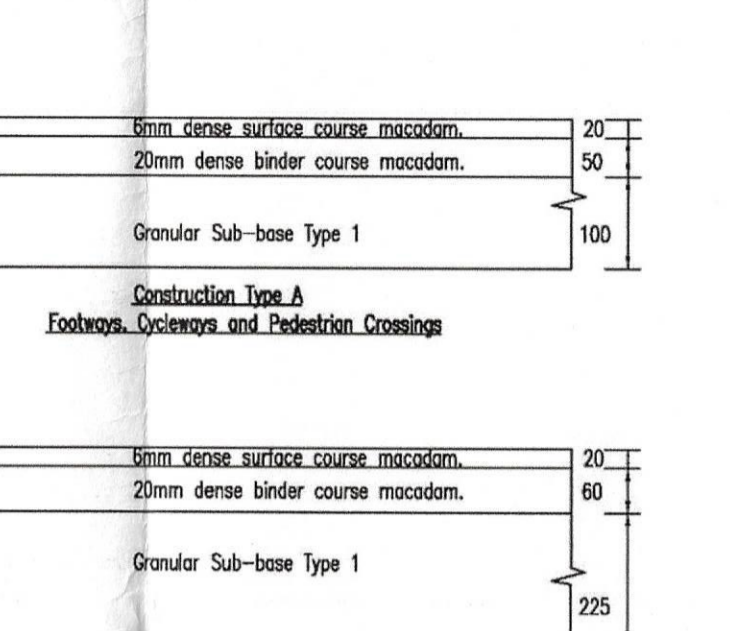 6mm dense surface course macadam. 20
20mm dense binder course macadam. 50
Granular Sub-base Type 1 100
Construction Type A
Footways, Cycleways and Pedestrian Crossings
6mm dense surface course macadam. 20
20mm dense binder course macadam. 60
Granular Sub-base Type 1
225